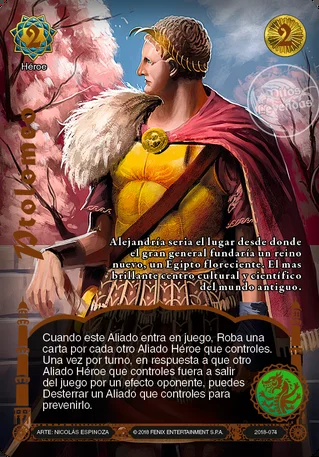 2
2
Héroe
Mitos y
Leyendas
Ptolomeo
Alejandría sería el lugar desde donde
el gran general fundaría un reino
nuevo, un Egipto floreciente. El mas
brillante centro cultural y científico
del mundo antiguo.
Cuando este Aliado entra en juego, Roba una
carta por cada otro Aliado Héroe que controles.
Una vez por turno, en respuesta a que otro
Aliado Héroe que controles fuera a salir
del juego por un efecto oponente, puedes
Desterrar un Aliado que controles para
prevenirlo.
ARTE: NICOLÁS ESPINOZA
© 2018 FENIX ENTERTAINMENT S.P.A.
2018-074